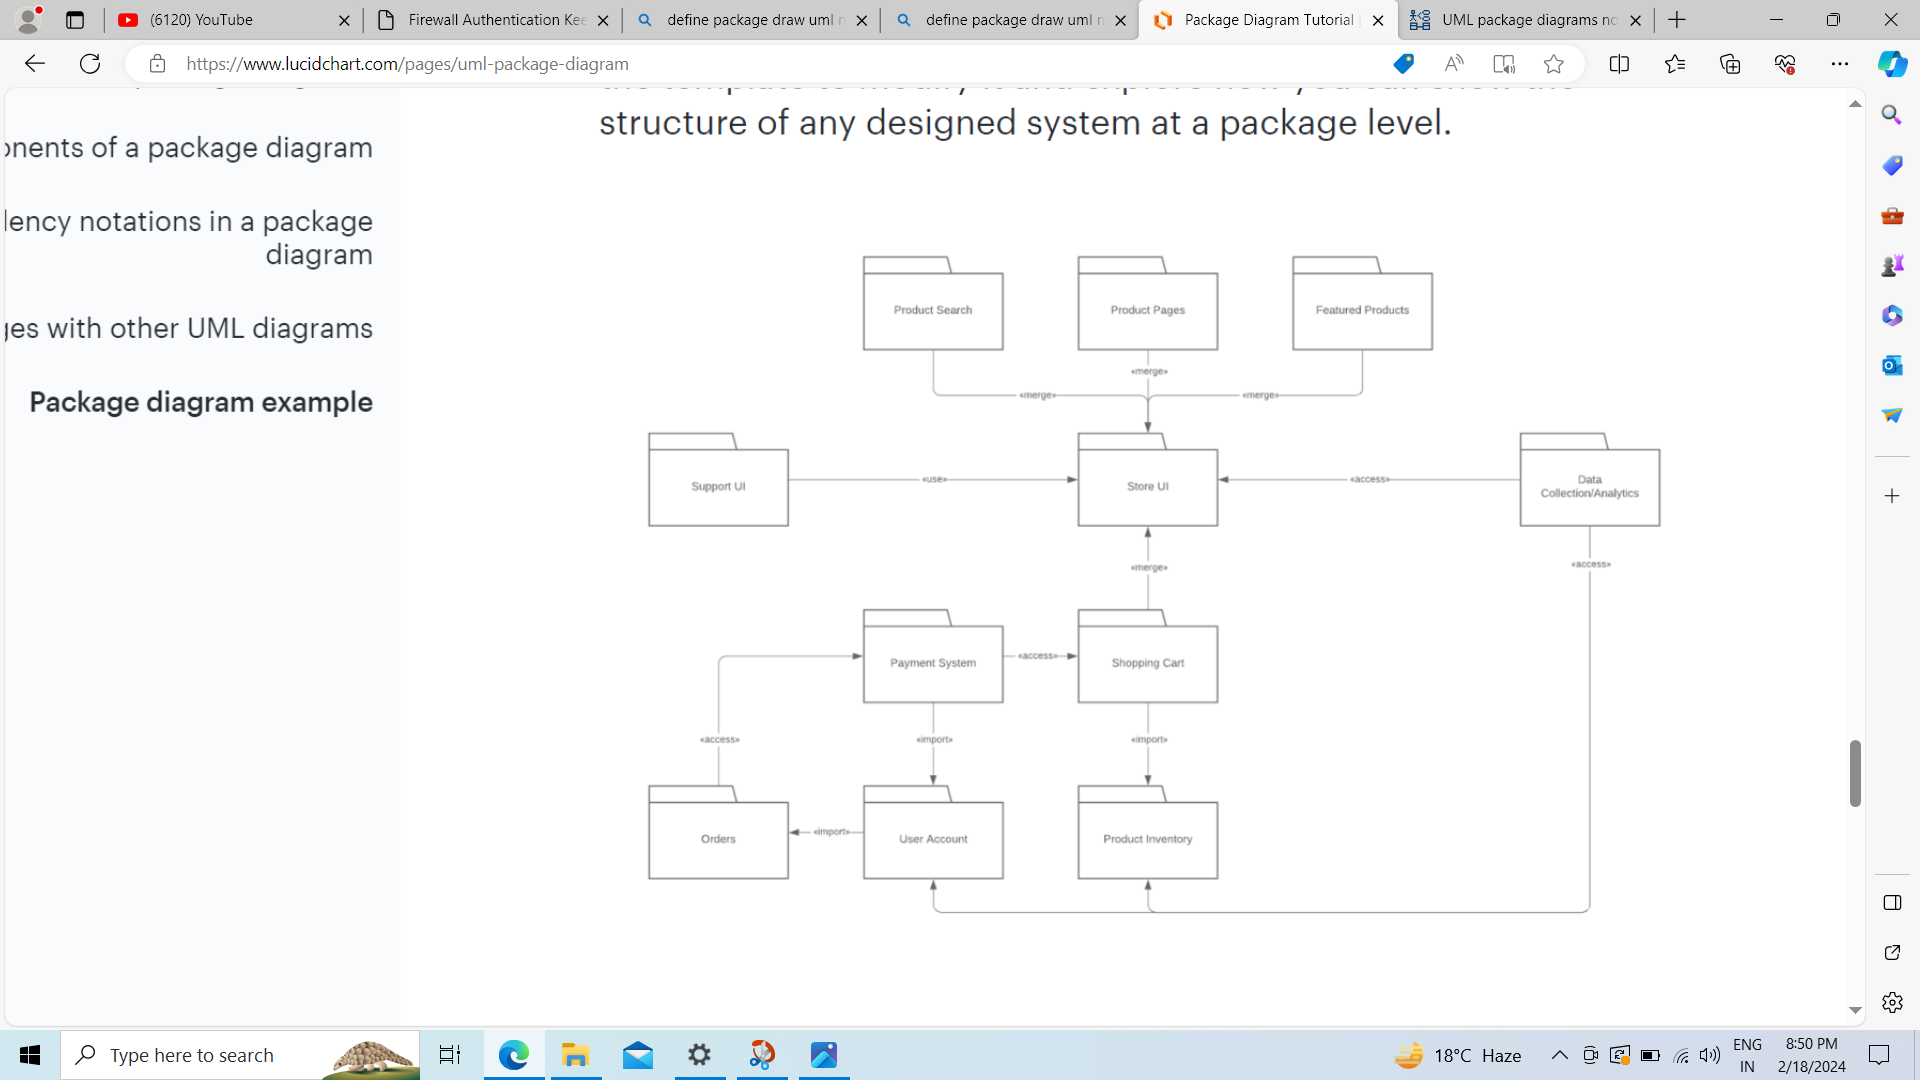 (6120) YouTube
Firewall Authentication Kee
define package draw uml n
define package draw uml n
Package Diagram Tutorial
UML package diagrams no
https://www.lucidchart.com/pages/uml-package-diagram
structure of any designed system at a package level.
onents of a package diagram
dency notations in a package
diagram
ges with other UML diagrams
Package diagram example
Product Search
Product Pages
Featured Products
«merge»
«merge»
«merge»
Support UI
«use»
Store UI
«access»
Data
Collection/Analytics
«merge»
«access»
Payment System
«access»
Shopping Cart
«access»
«import»
«import»
Orders
«import»
User Account
Product Inventory
Type here to search
18°C Haze
ENG
IN
8:50 PM
2/18/2024